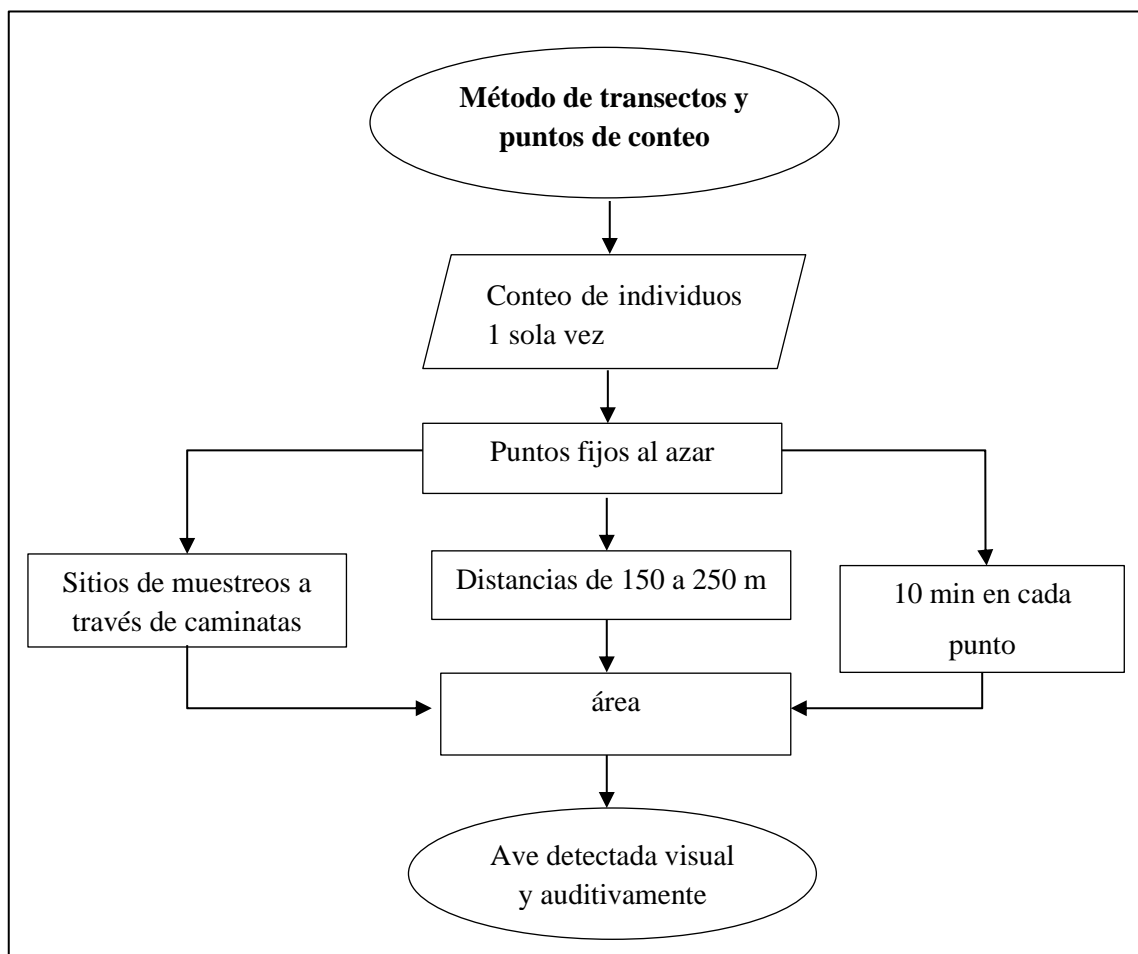 Método de transectos y
puntos de conteo
Conteo de individuos
1 sola vez
Puntos fijos al azar
Sitios de muestreos a
través de caminatas
Distancias de 150 a 250 m
10 min en cada
punto
área
Ave detectada visual
y auditivamente